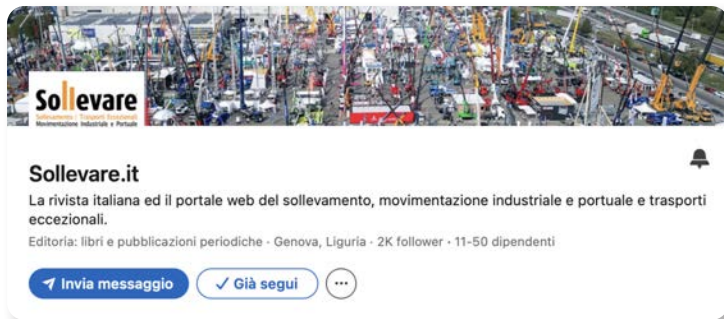 Sollevare
Sollevamento | Trasporti Eccezionali
Movimentazione Industriale e Portuale
Sollevare.it
La rivista italiana ed il portale web del sollevamento, movimentazione industriale e portuale e trasporti
eccezionali.
Editoria: libri e pubblicazioni periodiche · Genova, Liguria · 2K follower · 11-50 dipendenti
Invia messaggio
Già segui